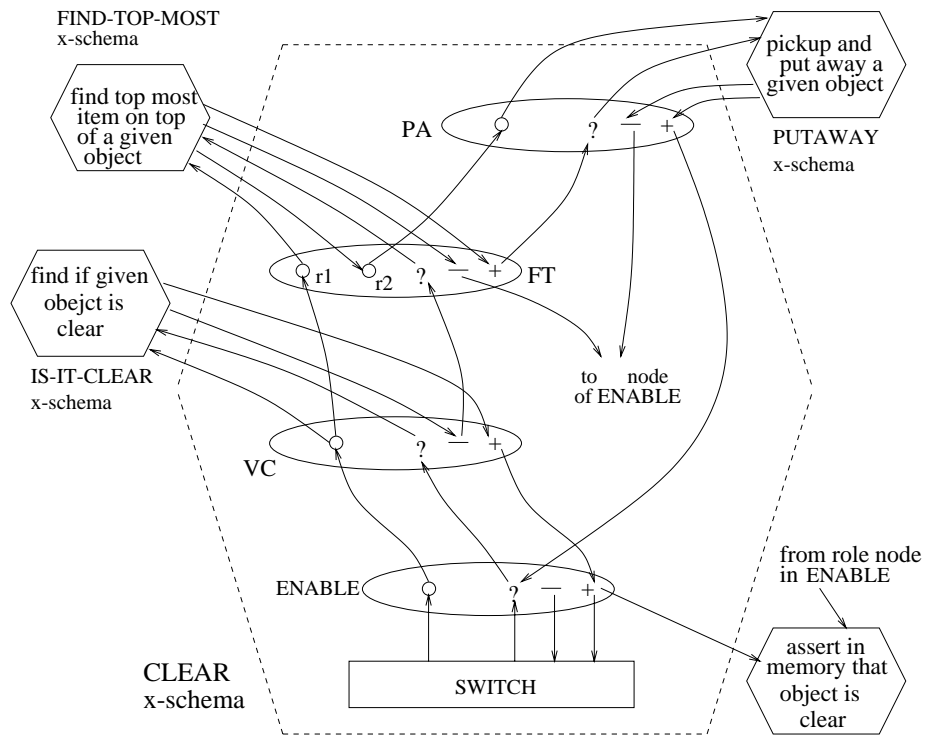 FIND-TOP-MOST
x-schema
find top most
item on top
of a given
object
pickup and
put away a
given object
PUTAWAY
x-schema
PA
?
—
+
find if given
obejct is
clear
IS-IT-CLEAR
x-schema
r1
r2
?
—
+
FT
to node
of ENABLE
VC
?
—
+
ENABLE
?
—
+
from role node
in ENABLE
assert in
memory that
object is
clear
CLEAR
x-schema
SWITCH